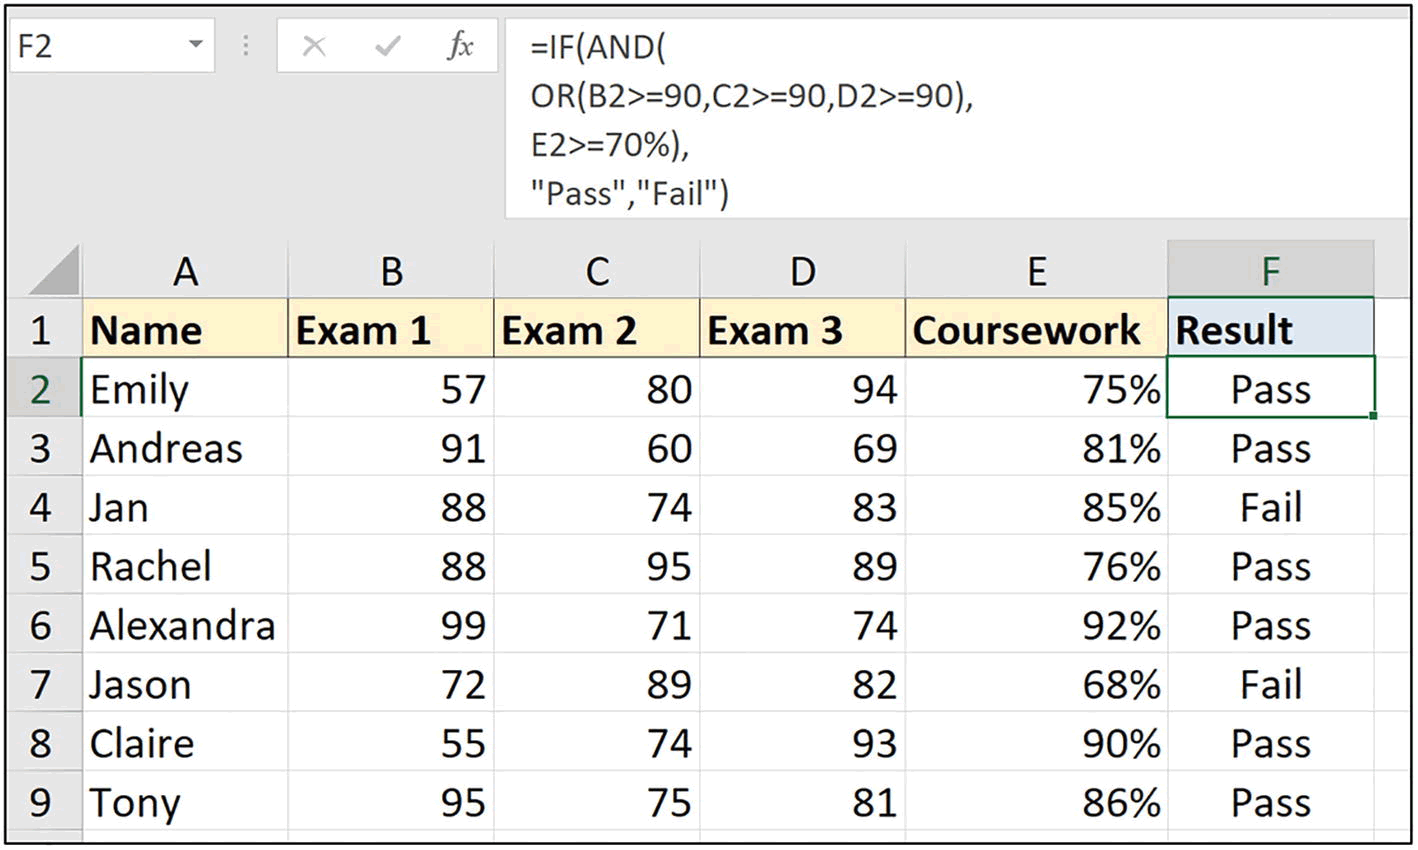 F2 fx =IF(AND(
OR(B2>=90,C2>=90,D2>=90),
E2>=70%),
"Pass","Fail")
A B C D E F
1 Name Exam 1 Exam 2 Exam 3 Coursework Result
2 Emily 57 80 94 75% Pass
3 Andreas 91 60 69 81% Pass
4 Jan 88 74 83 85% Fail
5 Rachel 88 95 89 76% Pass
6 Alexandra 99 71 74 92% Pass
7 Jason 72 89 82 68% Fail
8 Claire 55 74 93 90% Pass
9 Tony 95 75 81 86% Pass